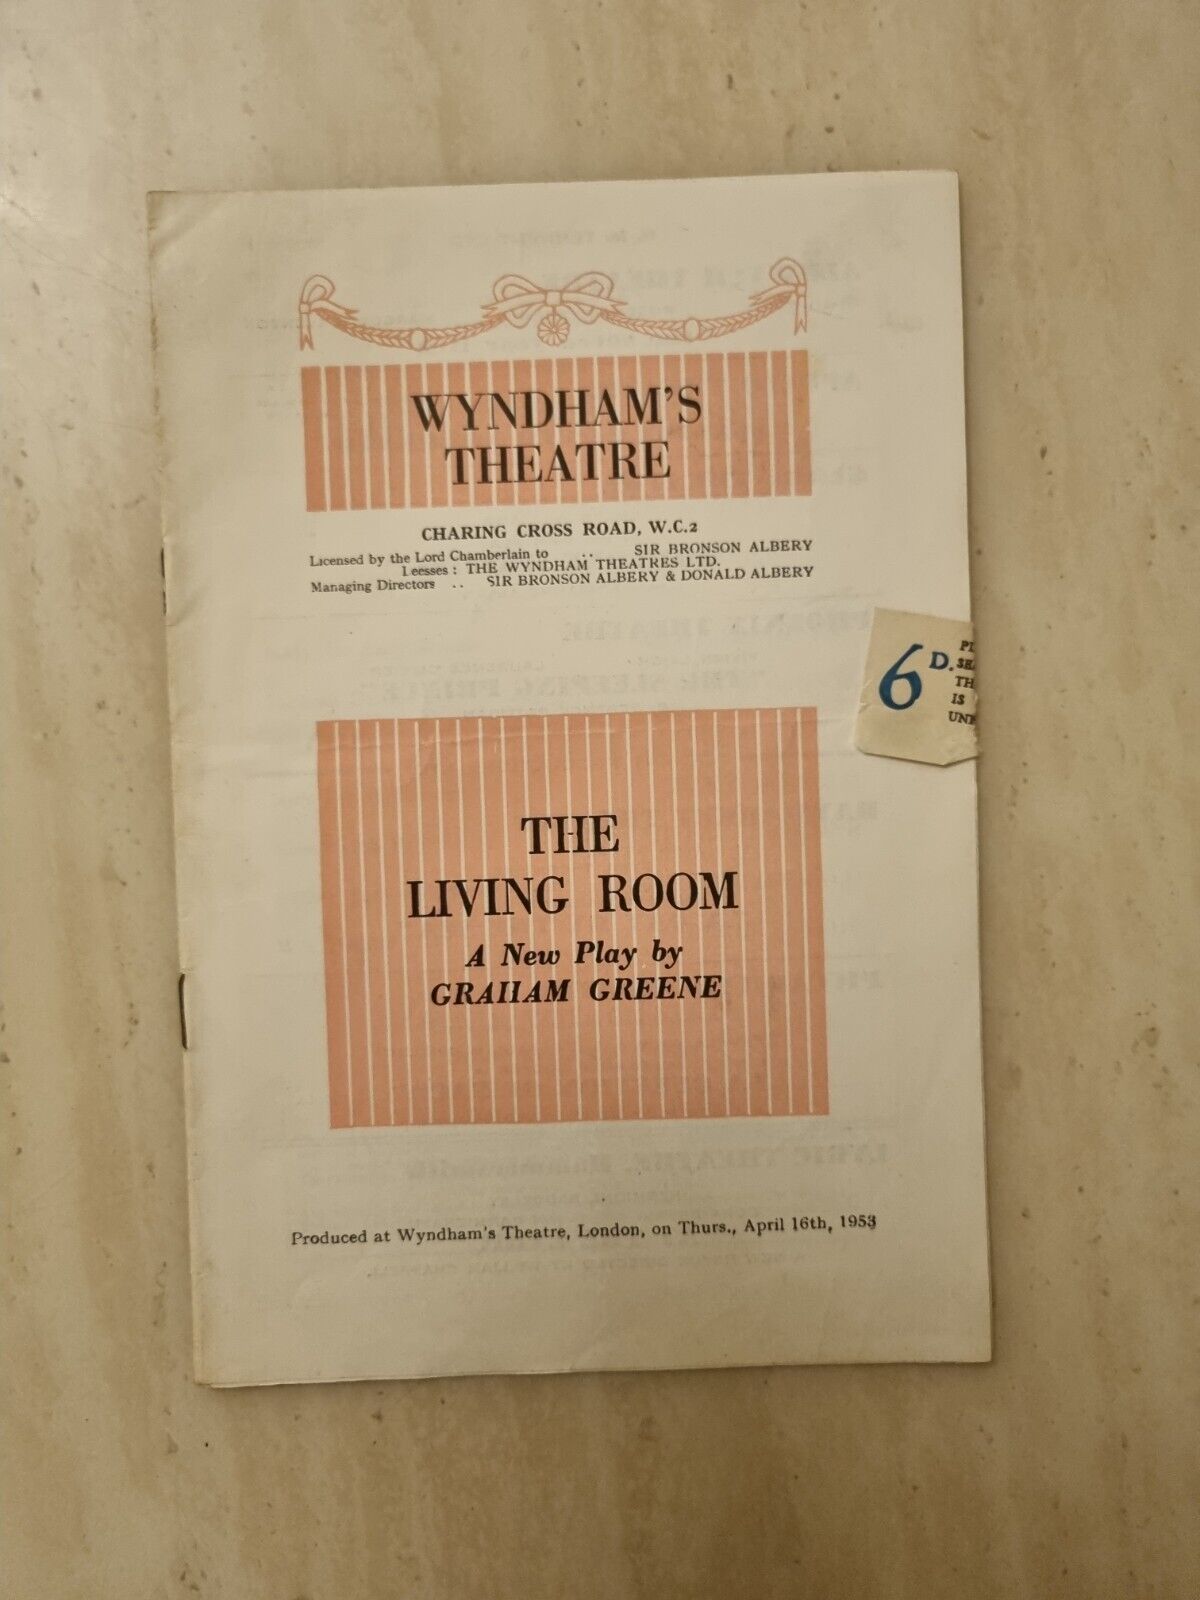 WYNDHAM'S
THEATRE
CHARING CROSS ROAD, W.C.2
Licensed by the Lord Chamberlain to .. SIR BRONSON ALBERY
Leesses : THE WYNDHAM THEATRES LTD.
Managing Directors .. SIR BRONSON ALBERY & DONALD ALBERY
6D.
THE
LIVING ROOM
A New Play by
GRAHAM GREENE
Produced at Wyndham's Theatre, London, on Thurs., April 16th, 1953